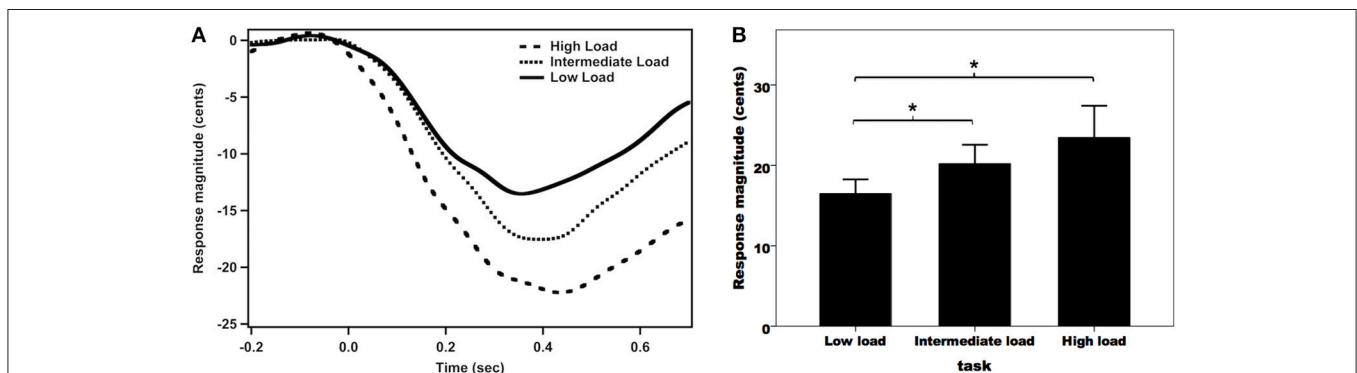 A
High Load
Intermediate Load
Low Load
Response magnitude (cents)
0
-5
-10
-15
-20
-25
-0.2
0.0
0.2
0.4
0.6
Time (sec)
B
*
*
Response magnitude (cents)
30
20
10
0
Low load
Intermediate load
High load
task